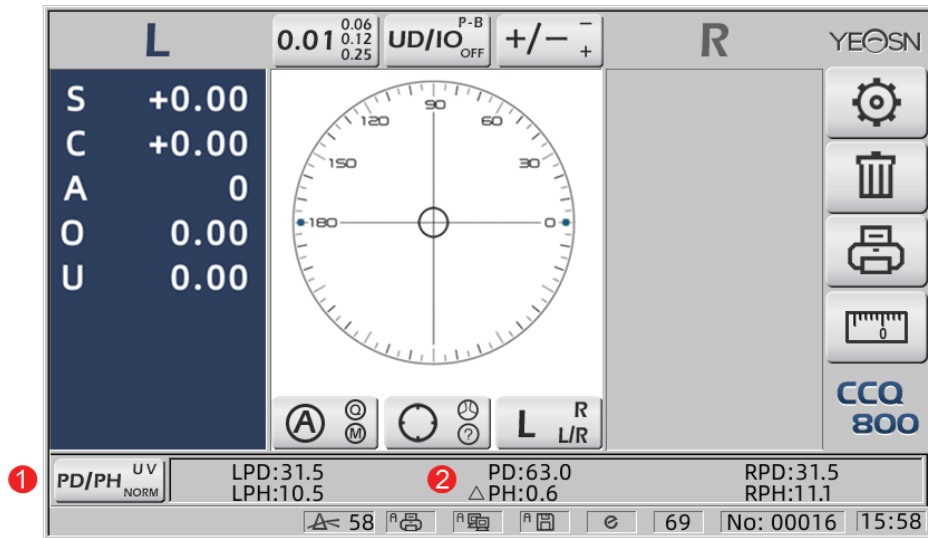 L
0.01 0.06
0.12
0.25
UD/IO P-B
OFF
+/− −
+
R
YEOSN
S +0.00
C +0.00
A 0
O 0.00
U 0.00
90
120 60
150 30
180 0
0
A Q
M
?
L R
L/R
CCQ
800
1
PD/PH UV
NORM
LPD:31.5 2 PD:63.0 RPD:31.5
LPH:10.5 △PH:0.6 RPH:11.1
A< 58 A A A e 69 No: 00016 15:58